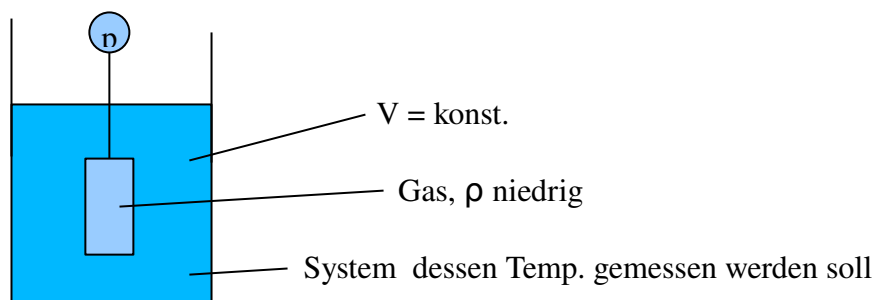 p
V = konst.
Gas, ρ niedrig
System dessen Temp. gemessen werden soll